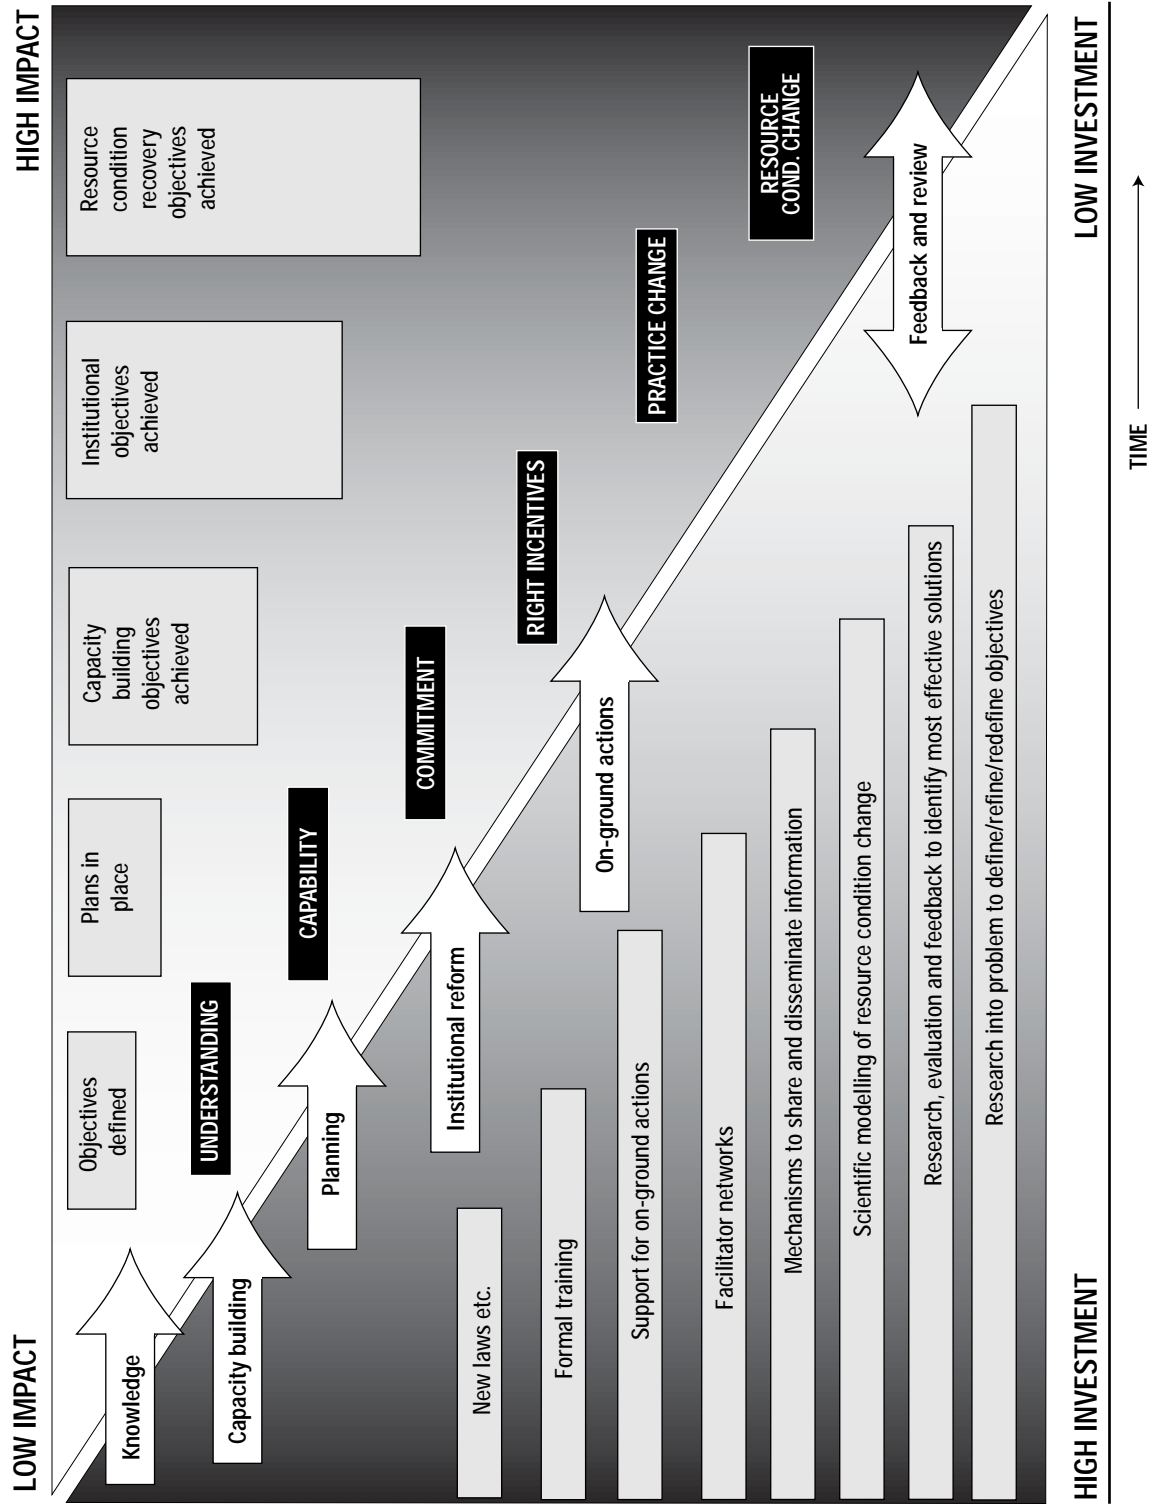 LOW IMPACT
HIGH IMPACT
Objectives
defined
Plans in
place
Capacity
building
objectives
achieved
Institutional
objectives
achieved
Resource
condition
recovery
objectives
achieved
Knowledge
UNDERSTANDING
Capacity building
CAPABILITY
Planning
COMMITMENT
Institutional reform
RIGHT INCENTIVES
On-ground actions
PRACTICE CHANGE
RESOURCE
COND. CHANGE
Feedback and review
New laws etc.
Formal training
Support for on-ground actions
Facilitator networks
Mechanisms to share and disseminate information
Scientific modelling of resource condition change
Research, evaluation and feedback to identify most effective solutions
Research into problem to define/refine/redefine objectives
HIGH INVESTMENT
LOW INVESTMENT
TIME